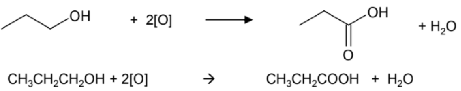 OH + 2[O] → OH O + H₂O
CH₃CH₂CH₂OH + 2[O] → CH₃CH₂COOH + H₂O